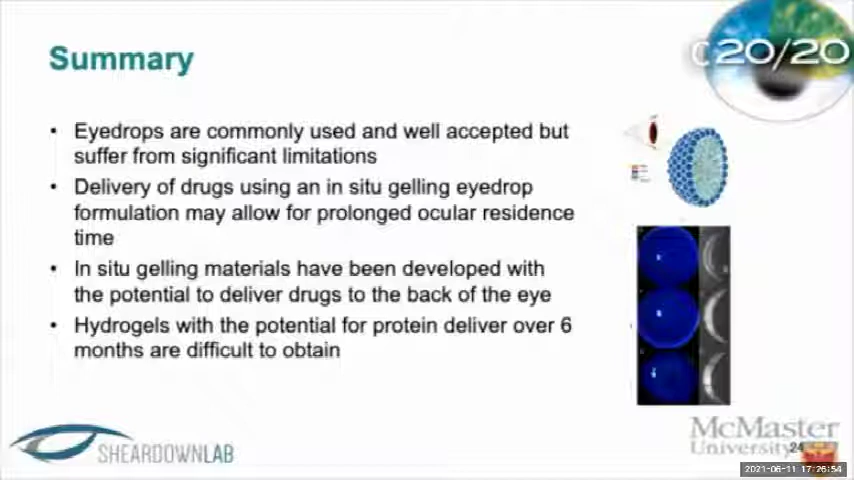 Summary
C20/20
• Eyedrops are commonly used and well accepted but
suffer from significant limitations
• Delivery of drugs using an in situ gelling eyedrop
formulation may allow for prolonged ocular residence
time
• In situ gelling materials have been developed with
the potential to deliver drugs to the back of the eye
• Hydrogels with the potential for protein deliver over 6
months are difficult to obtain
SHEARDOWNLAB
McMaster
University
24
2021-06-11 17:26:54